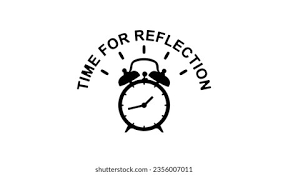 TIME FOR REFLECTION
shutterstock.com · 2356007011